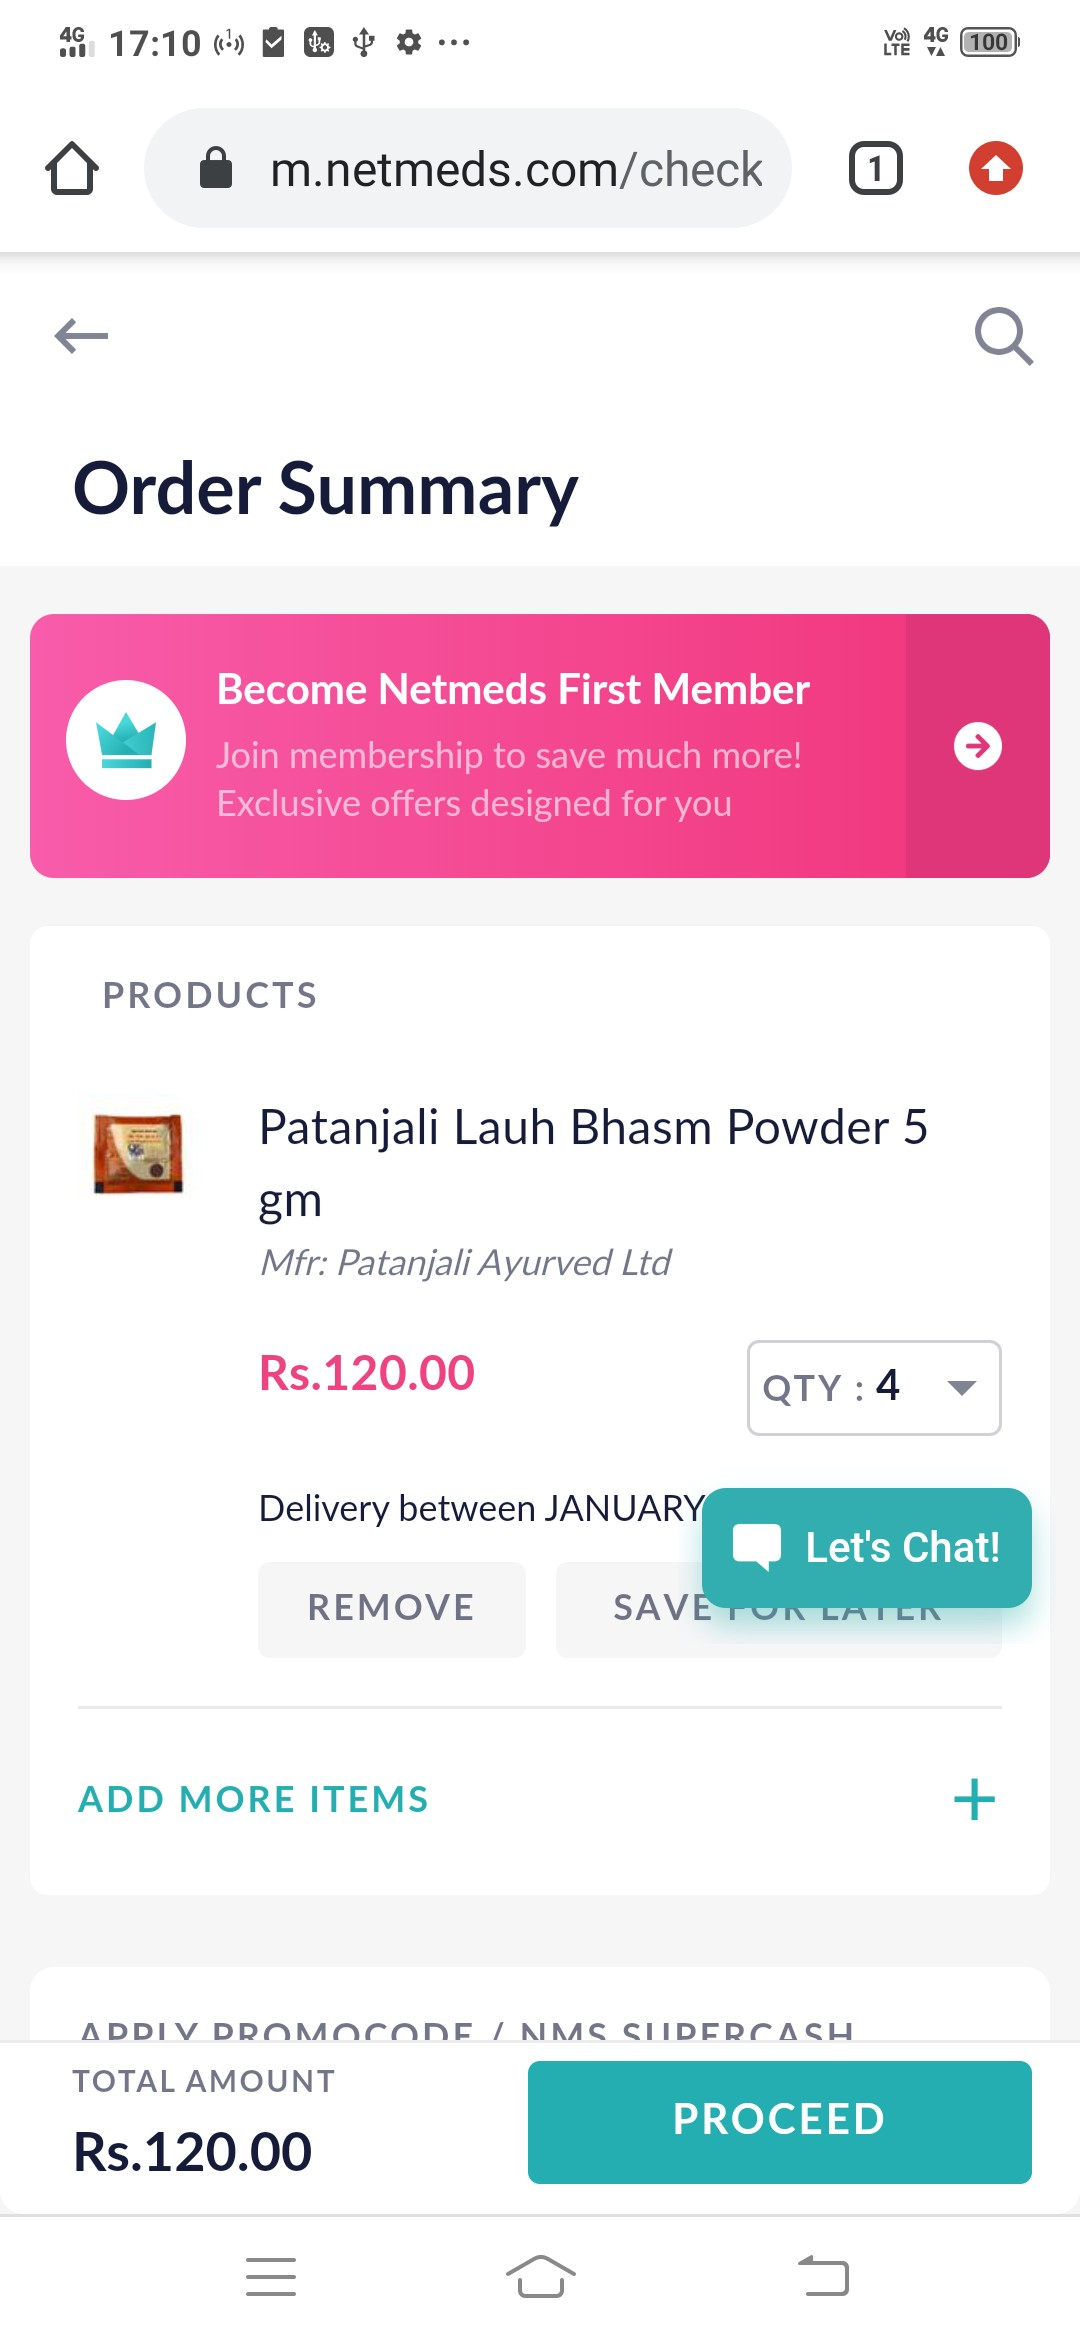 4G 17:10 Vo) LTE 4G 100
m.netmeds.com/check
1
Order Summary
Become Netmeds First Member
Join membership to save much more!
Exclusive offers designed for you
PRODUCTS
Patanjali Lauh Bhasm Powder 5
gm
Mfr: Patanjali Ayurved Ltd
Rs.120.00
QTY : 4
Delivery between JANUARY
Let's Chat!
REMOVE
SAVE FOR LATER
ADD MORE ITEMS
APPLY PROMOCODE / NMS SUPERCASH
TOTAL AMOUNT
Rs.120.00
PROCEED